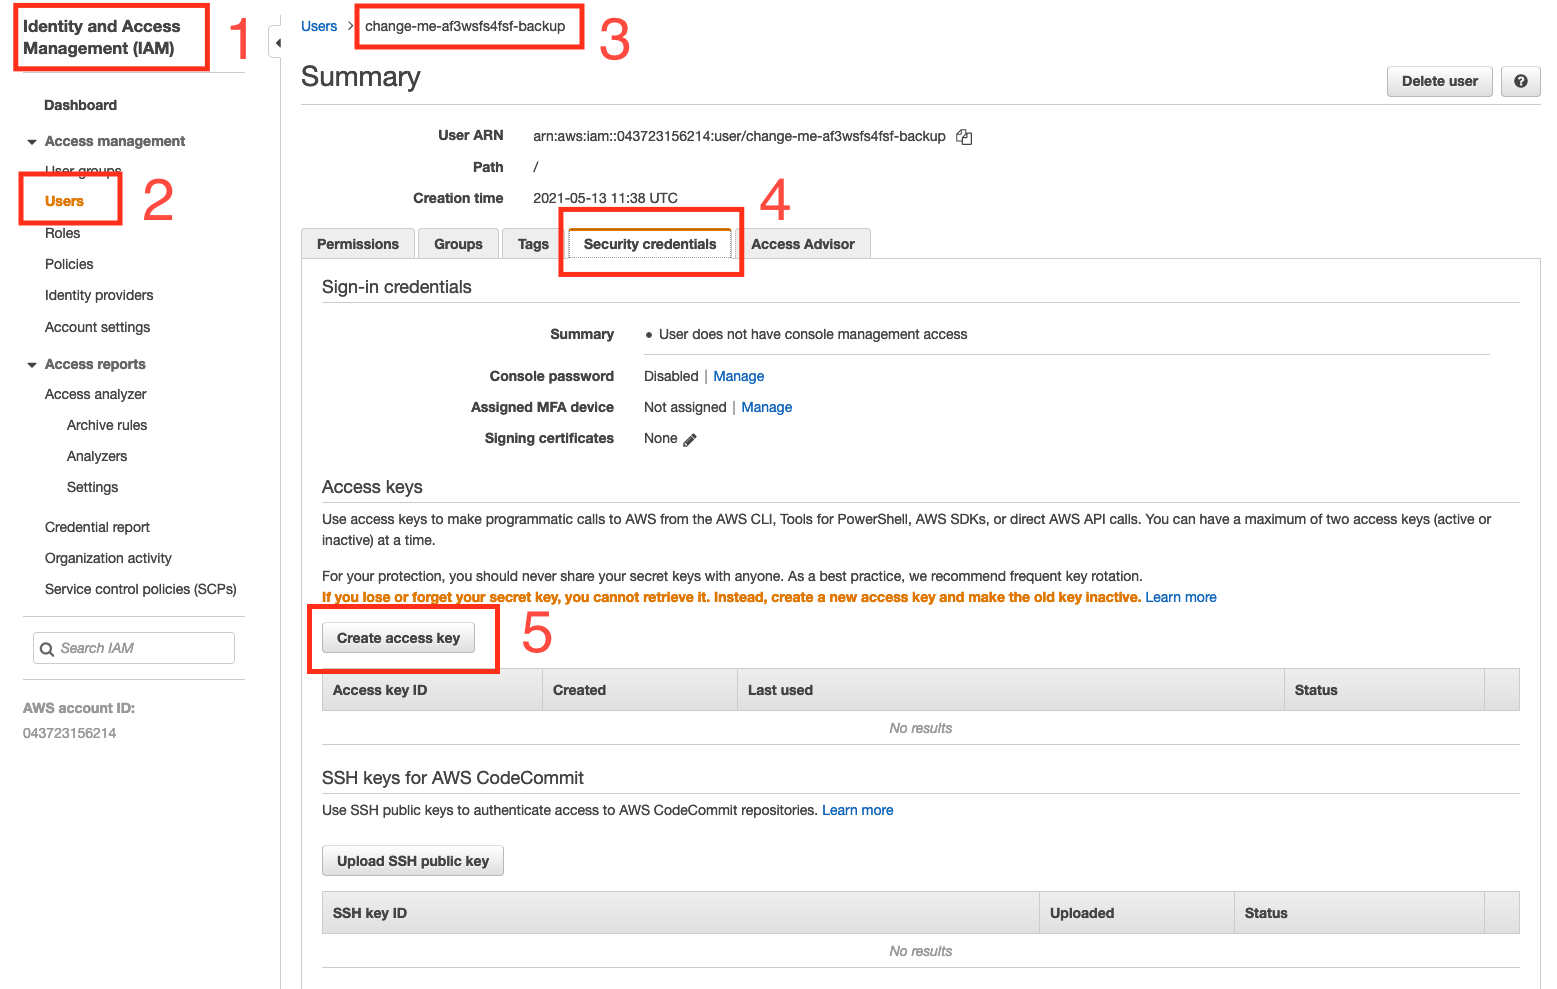 Identity and Access
Management (IAM)
1
Dashboard
Access management
User groups
Users
2
Roles
Policies
Identity providers
Account settings
Access reports
Access analyzer
Archive rules
Analyzers
Settings
Credential report
Organization activity
Service control policies (SCPs)
Search IAM
AWS account ID:
043723156214
Users > change-me-af3wsfs4fsf-backup
3
Summary
Delete user
?
User ARN arn:aws:iam::043723156214:user/change-me-af3wsfs4fsf-backup
Path /
Creation time 2021-05-13 11:38 UTC
4
Permissions Groups Tags Security credentials Access Advisor
Sign-in credentials
Summary • User does not have console management access
Console password Disabled | Manage
Assigned MFA device Not assigned | Manage
Signing certificates None
Access keys
Use access keys to make programmatic calls to AWS from the AWS CLI, Tools for PowerShell, AWS SDKs, or direct AWS API calls. You can have a maximum of two access keys (active or
inactive) at a time.
For your protection, you should never share your secret keys with anyone. As a best practice, we recommend frequent key rotation.
If you lose or forget your secret key, you cannot retrieve it. Instead, create a new access key and make the old key inactive. Learn more
Create access key
5
Access key ID Created Last used Status
No results
SSH keys for AWS CodeCommit
Use SSH public keys to authenticate access to AWS CodeCommit repositories. Learn more
Upload SSH public key
SSH key ID Uploaded Status
No results